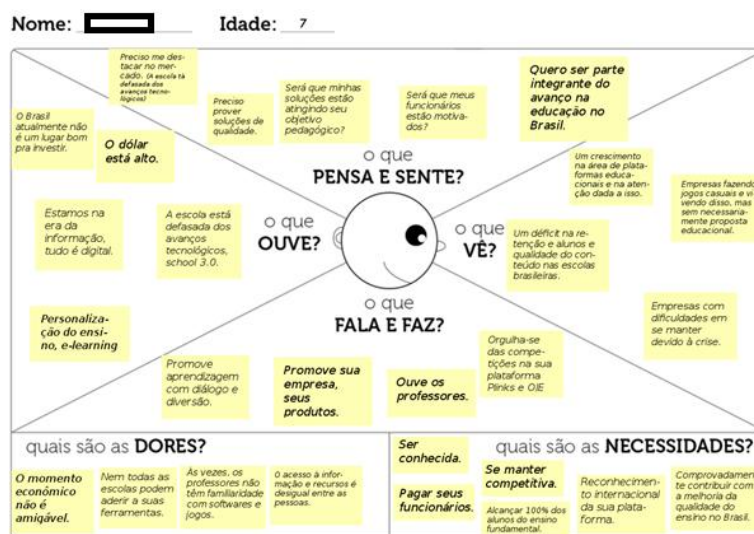 Nome:
Idade: 7
Preciso me des-
tacar no mer-
cado. (A escola tá
defasada dos
avanços tecno-
lógicos)
Preciso
prover
soluções de
qualidade.
Será que minhas
soluções estão
atingindo seu
objetivo
pedagógico?
Será que meus
funcionários
estão motiva-
dos?
Quero ser parte
integrante do
avanço na
educação no
Brasil.
o que
PENSA E SENTE?
O Brasil
atualmente não
é um lugar bom
pra investir.
O dólar
está alto.
Estamos na
era da
informação,
tudo é digital.
A escola está
defasada dos
avanços
tecnológicos,
school 3.0.
Personaliza-
ção do ensi-
no, e-learning
o que
OUVE?
o que
VÊ?
Um crescimento
na área de plata-
formas educa-
cionais e na aten-
ção dada a isso.
Empresas fazendo
jogos casuais e vi-
vendo disso, mas
sem necessaria-
mente proposta
educacional.
Um déficit na re-
tenção e alunos e
qualidade do con-
teúdo nas escolas
brasileiras.
Empresas com
dificuldades em
se manter
devido à crise.
o que
FALA E FAZ?
Promove
aprendizagem
com diálogo e
diversão.
Promove sua
empresa,
seus
produtos.
Ouve os
professores.
Orgulha-se
das compe-
tições na sua
plataforma
Plinks e OJE
quais são as DORES?
O momento
económico
não é
amigável.
Nem todas as
escolas podem
aderir a suas
ferramentas.
Às vezes, os
professores não
têm familiaridade
com softwares e
jogos.
O acesso à infor-
mação e recursos é
desigual entre as
pessoas.
quais são as NECESSIDADES?
Ser
conhecida.
Pagar seus
funcionários.
Se manter
competitiva.
Alcançar 100% dos
alunos do ensino
fundamental.
Reconhecimento
internacional
da sua plata-
forma.
Comprovadamen-
te contribuir com
a melhoria da
qualidade do
ensino no Brasil.